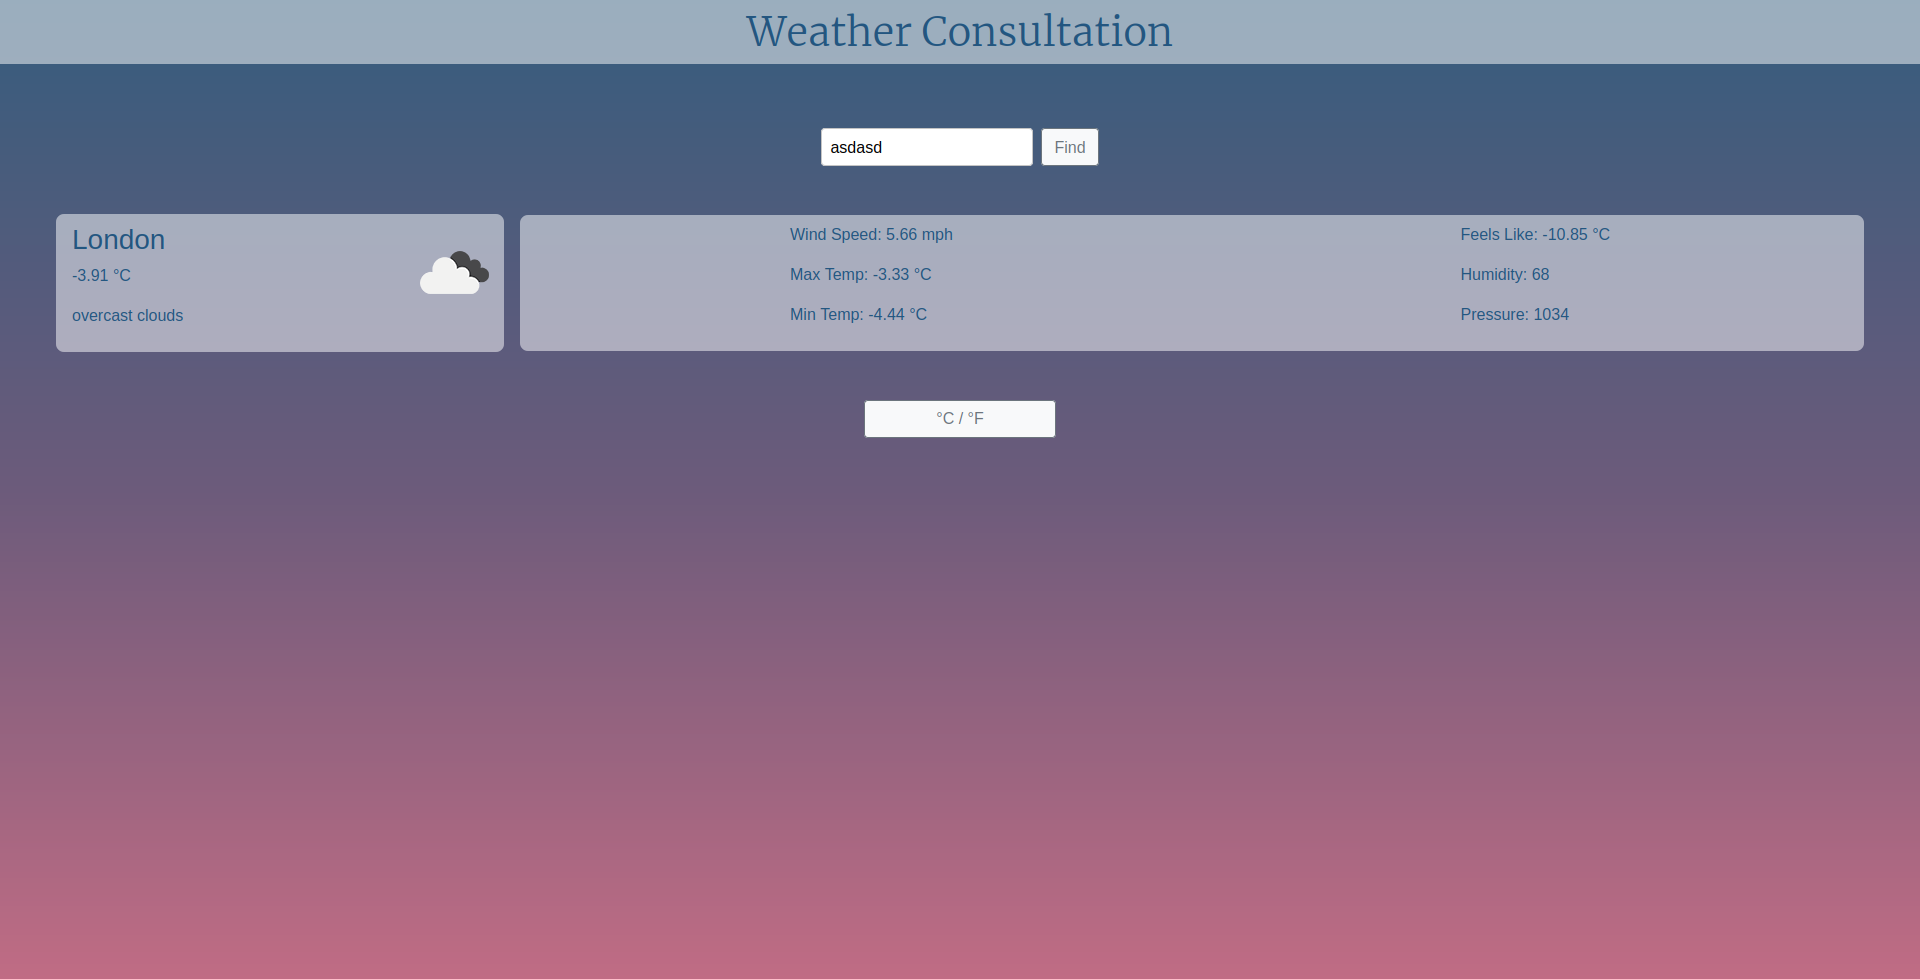 Weather Consultation
asdasd
Find
London
-3.91 °C
overcast clouds
Wind Speed: 5.66 mph
Max Temp: -3.33 °C
Min Temp: -4.44 °C
Feels Like: -10.85 °C
Humidity: 68
Pressure: 1034
°C / °F